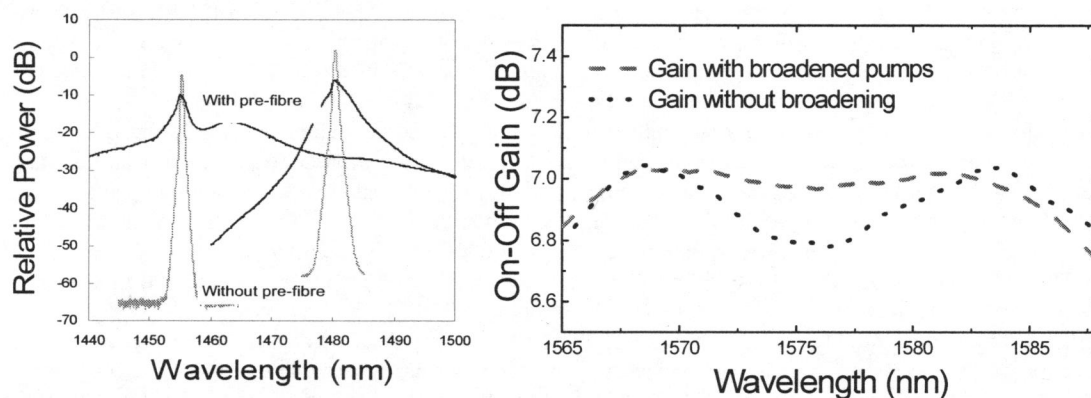 Relative Power (dB)
10
0
-10
-20
-30
-40
-50
-60
-70
With pre-fibre
Without pre-fibre
1440 1450 1460 1470 1480 1490 1500
Wavelength (nm)
On-Off Gain (dB)
7.4
7.2
7.0
6.8
6.6
Gain with broadened pumps
Gain without broadening
1565 1570 1575 1580 1585
Wavelength (nm)